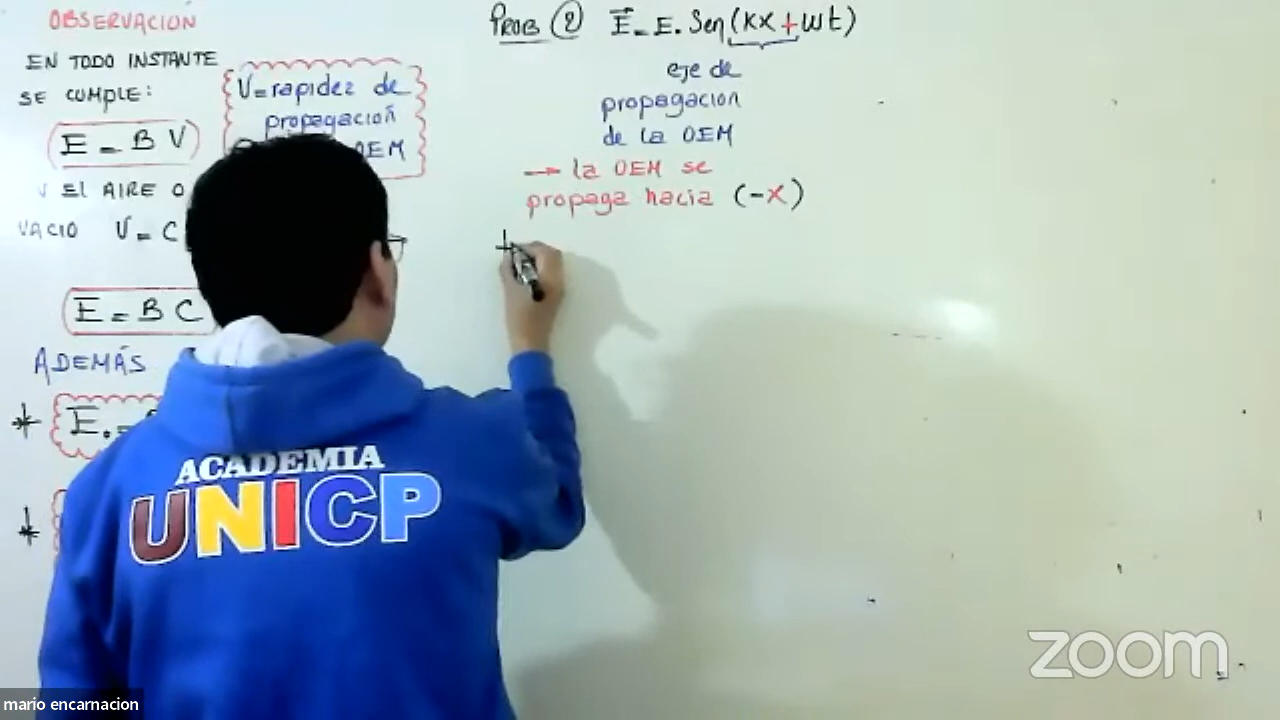 OBSERVACION
EN TODO INSTANTE
SE CUMPLE:
E = B V
V = rapidez de
propagación
OEM
EL AIRE O
VACIO V = C
E = B C
ADEMÁS
* E. =
*
PROB (2) E = E. Sen (kx + wt)
eje de
propagacion
de la OEM
→ la OEM se
propaga hacia (-x)
ACADEMIA
UNICP
zoom
mario encarnacion